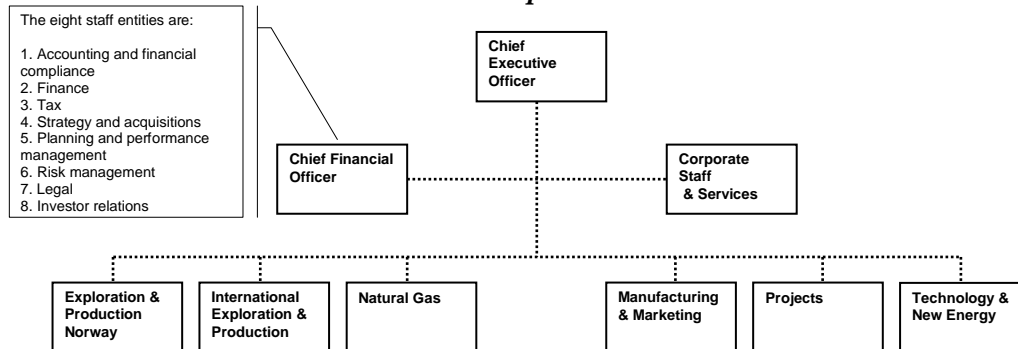 The eight staff entities are:
1. Accounting and financial
compliance
2. Finance
3. Tax
4. Strategy and acquisitions
5. Planning and performance
management
6. Risk management
7. Legal
8. Investor relations
Chief
Executive
Officer
Chief Financial
Officer
Corporate
Staff
& Services
Exploration &
Production
Norway
International
Exploration &
Production
Natural Gas
Manufacturing
& Marketing
Projects
Technology &
New Energy